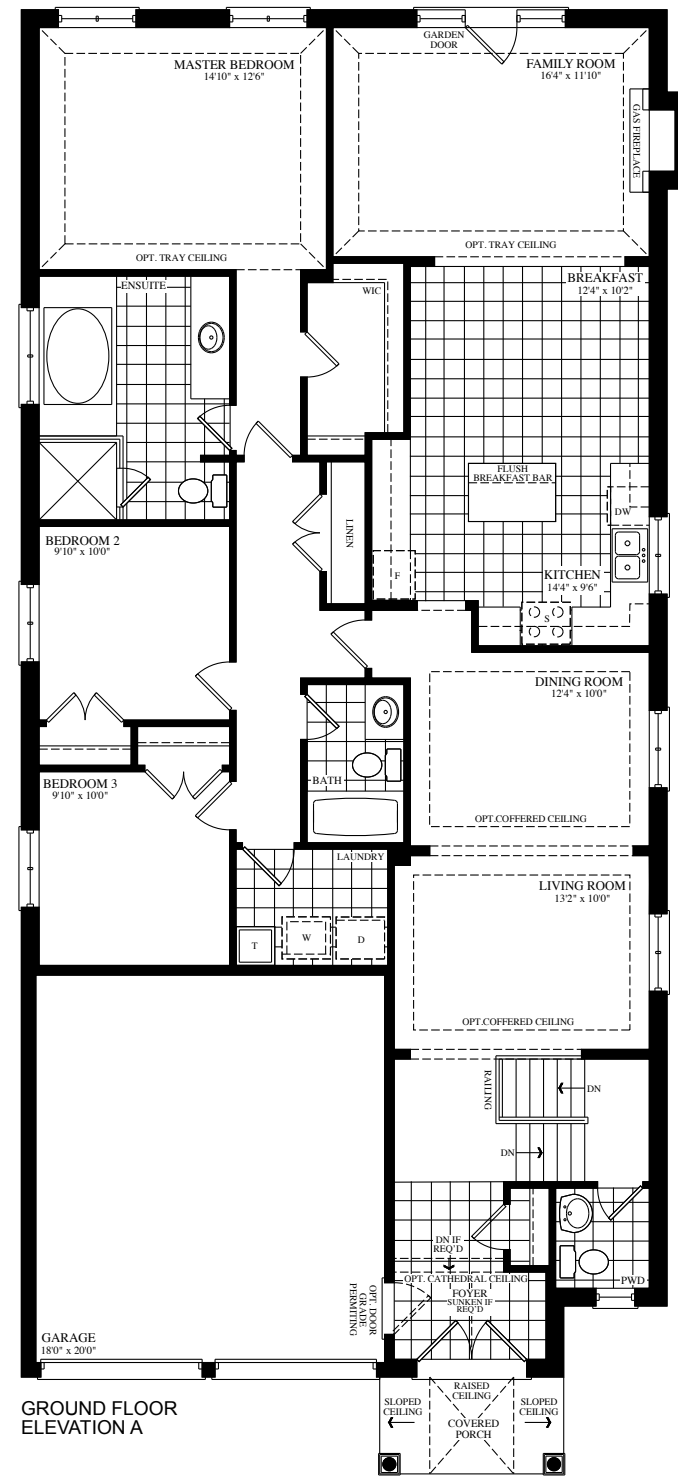 GARDEN
DOOR
MASTER BEDROOM
14'10" x 12'6"
FAMILY ROOM
16'4" x 11'10"
GAS FIREPLACE
OPT. TRAY CEILING
OPT. TRAY CEILING
ENSUITE
WIC
BREAKFAST
12'4" x 10'2"
FLUSH
BREAKFAST BAR
DW
LINEN
BEDROOM 2
9'10" x 10'0"
F
KITCHEN
14'4" x 9'6"
S
DINING ROOM
12'4" x 10'0"
BATH
BEDROOM 3
9'10" x 10'0"
OPT.COFFERED CEILING
LAUNDRY
LIVING ROOM
13'2" x 10'0"
T
W
D
OPT.COFFERED CEILING
RAILING
DN
DN
DN IF
REQ'D
OPT. CATHEDRAL CEILING
FOYER
SUNKEN IF
REQ'D
PWD
OPT. DOOR
GRADE
PERMITING
GARAGE
18'0" x 20'0"
RAISED
CEILING
SLOPED
CEILING
SLOPED
CEILING
COVERED
PORCH
GROUND FLOOR
ELEVATION A